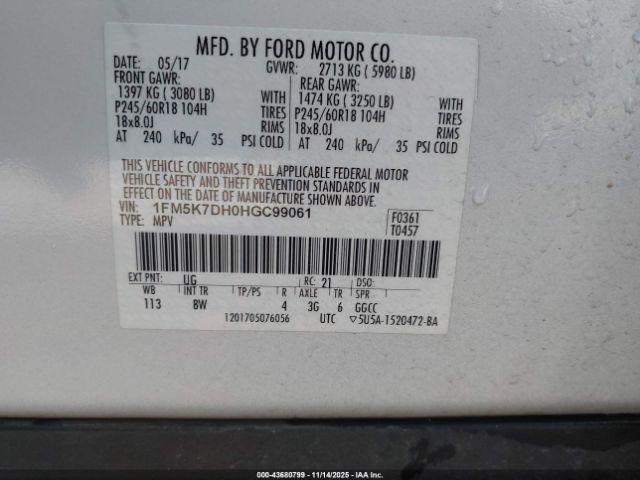 MFD. BY FORD MOTOR CO.
DATE: 05/17 GVWR: 2713 KG ( 5980 LB)
FRONT GAWR: REAR GAWR:
1397 KG ( 3080 LB) WITH 1474 KG ( 3250 LB) WITH
P245/60R18 104H TIRES P245/60R18 104H TIRES
18x8.0J RIMS 18x8.0J RIMS
AT 240 kPa/ 35 PSI COLD AT 240 kPa/ 35 PSI COLD
THIS VEHICLE CONFORMS TO ALL APPLICABLE FEDERAL MOTOR
VEHICLE SAFETY AND THEFT PREVENTION STANDARDS IN
EFFECT ON THE DATE OF MANUFACTURE SHOWN ABOVE.
VIN: 1FM5K7DH0HGC99061 F0361
TYPE: MPV T0457
EXT PNT: UG RC: 21 DSO:
WB INT TR TP/PS R AXLE TR SPR
113 BW 4 3G 6 GGCC
1201705076056 UTC ▽5U5A-1520472-BA
000-43680799 - 11/14/2025 - IAA Inc.